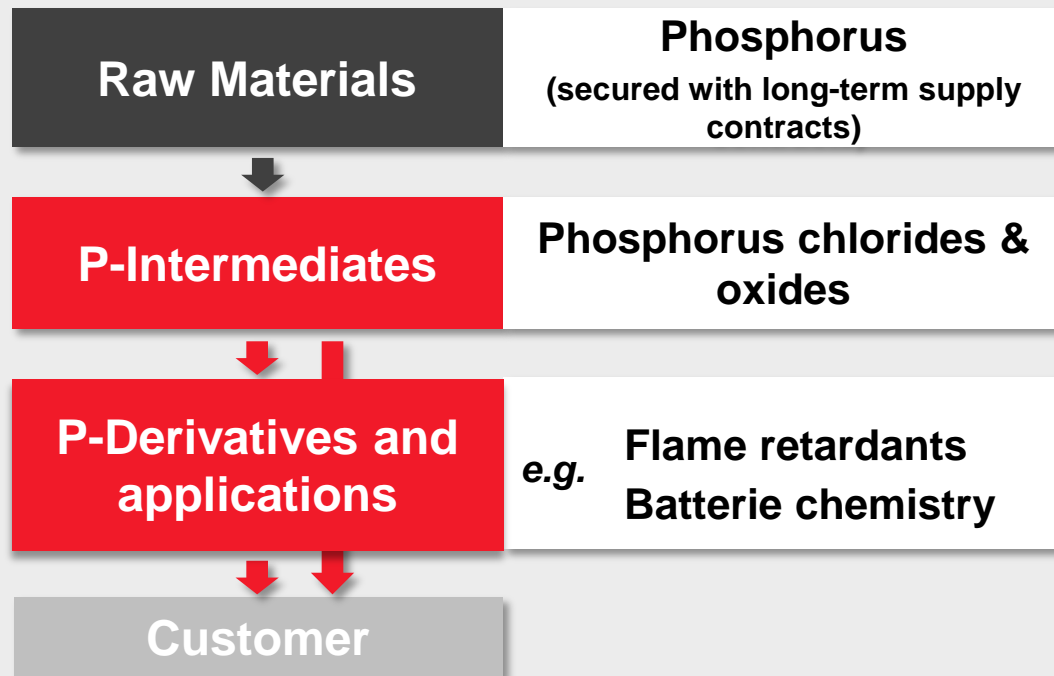 Raw Materials
Phosphorus
(secured with long-term supply
contracts)
P-Intermediates
Phosphorus chlorides &
oxides
P-Derivatives and
applications
e.g.
Flame retardants
Batterie chemistry
Customer